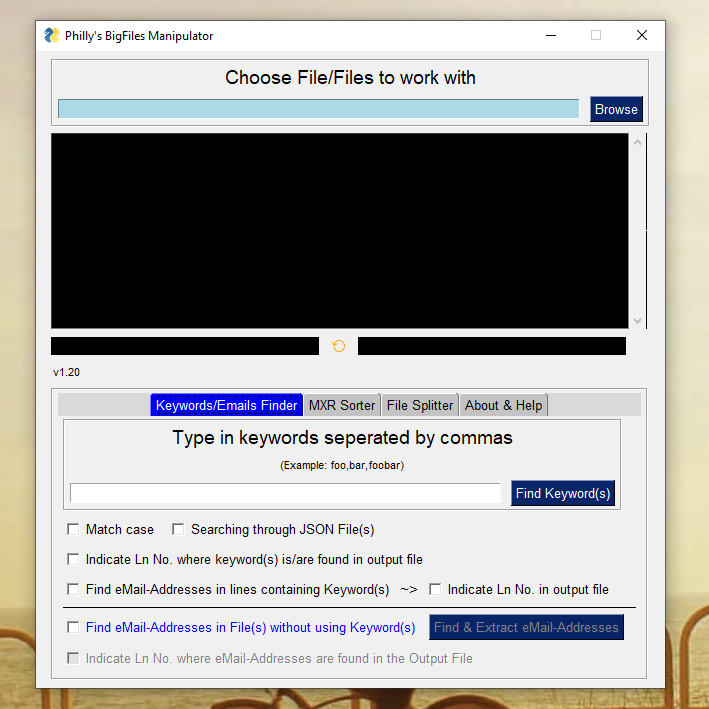 Philly's BigFiles Manipulator
Choose File/Files to work with
Browse
v1.20
Keywords/Emails Finder MXR Sorter File Splitter About & Help
Type in keywords seperated by commas
(Example: foo,bar,foobar)
Find Keyword(s)
Match case Searching through JSON File(s)
Indicate Ln No. where keyword(s) is/are found in output file
Find eMail-Addresses in lines containing Keyword(s) ~> Indicate Ln No. in output file
Find eMail-Addresses in File(s) without using Keyword(s) Find & Extract eMail-Addresses
Indicate Ln No. where eMail-Addresses are found in the Output File